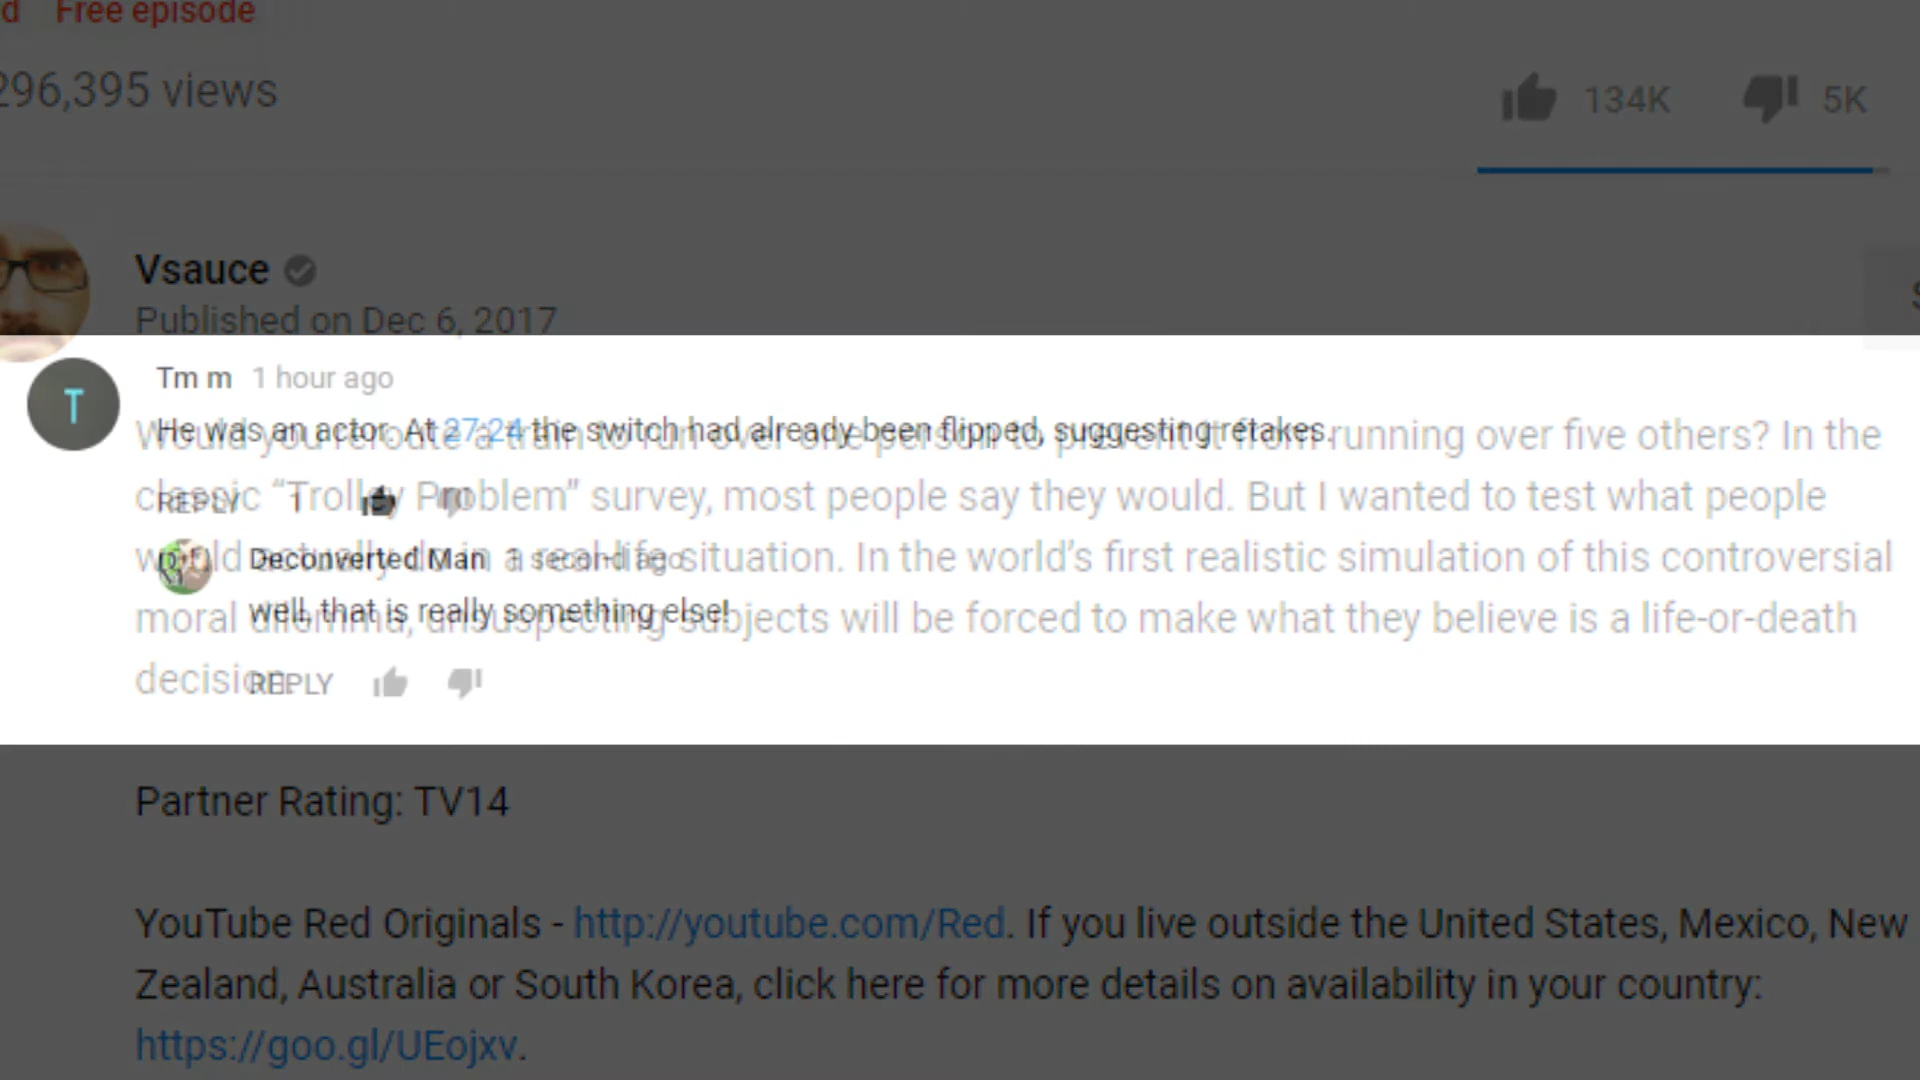 d Free episode
296,395 views
134K 5K
Vsauce
Published on Dec 6, 2017
T
Tm m 1 hour ago
He was an actor. At 27:24 the switch had already been flipped, suggesting retakes.
Would you reroute a train to run over one person to prevent it from running over five others? In the
REPLY 1
classic “Trolley Problem” survey, most people say they would. But I wanted to test what people
Deconverted Man 1 second ago
would actually do in a real-life situation. In the world’s first realistic simulation of this controversial
well, that is really something else!
moral dilemma, unsuspecting subjects will be forced to make what they believe is a life-or-death
decision.
REPLY
Partner Rating: TV14
YouTube Red Originals - http://youtube.com/Red. If you live outside the United States, Mexico, New
Zealand, Australia or South Korea, click here for more details on availability in your country:
https://goo.gl/UEojxv.